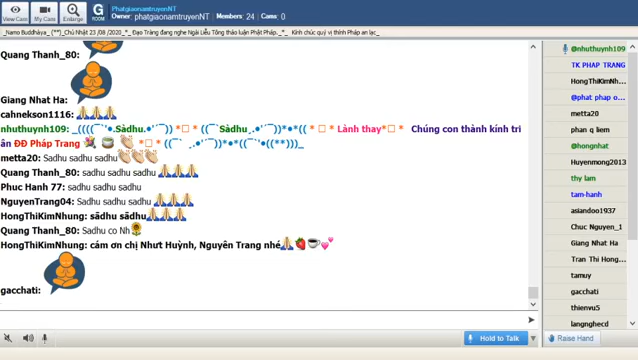 Room: phatgiaonamtruyenNT
Owner: phatgiaonamtruyenNT Members: 24 Cams: 0
View Cam My Cam Enlarge ROOM
_Namo Buddhàya_ (**)_Chủ Nhật 23 /08 /2020_*_ Đạo Tràng đang nghe Ngài Liễu Tông thảo luận Phật Pháp._*_ Kính chúc quý vị thính Pháp an lạc_
Quang Thanh_80:
Giang Nhat Ha:
cahnekson1116: 🙏🙏🙏
nhuthuynh109: _((((¯`'•.Sàdhu.•'´¯)) *□ * ((¨¯`Sàdhu¸.•'´¯))*●*(( * □ * Lành thay*□ * Chúng con thành kính tri
ân ĐĐ Pháp Trang 💐 🍵 👏 * □ * ((¨¯ ¸.•'´¯))*●*((¯`'•((**)))_
metta20: Sadhu sadhu sadhu👏👏👏
Quang Thanh_80: sadhu sadhu sadhu 🙏🙏🙏
Phuc Hanh 77: sadhu sadhu sadhu
NguyenTrang04: Sadhu sadhu sadhu 🙏🙏🙏
HongThiKimNhung: sādhu sādhu🙏🙏🙏
Quang Thanh_80: Sadhu co Nh🌻
HongThiKimNhung: cám ơn chị Nhựt Huỳnh, Nguyên Trang nhé🙏🍓☕💕
gacchati:
@nhuthuynh109
TK PHAP TRANG
HongThiKimNh
@phat phap o...
metta20
phan q liem
@hongnhat
Huyenmong2013
thy lam
tam-hanh
asiandoo1937
Chuc Nguyen_1
Giang Nhat Ha
Tran Thi Hong...
tamuy
gacchati
thienvu5
langnghecd
Hold to Talk
Raise Hand